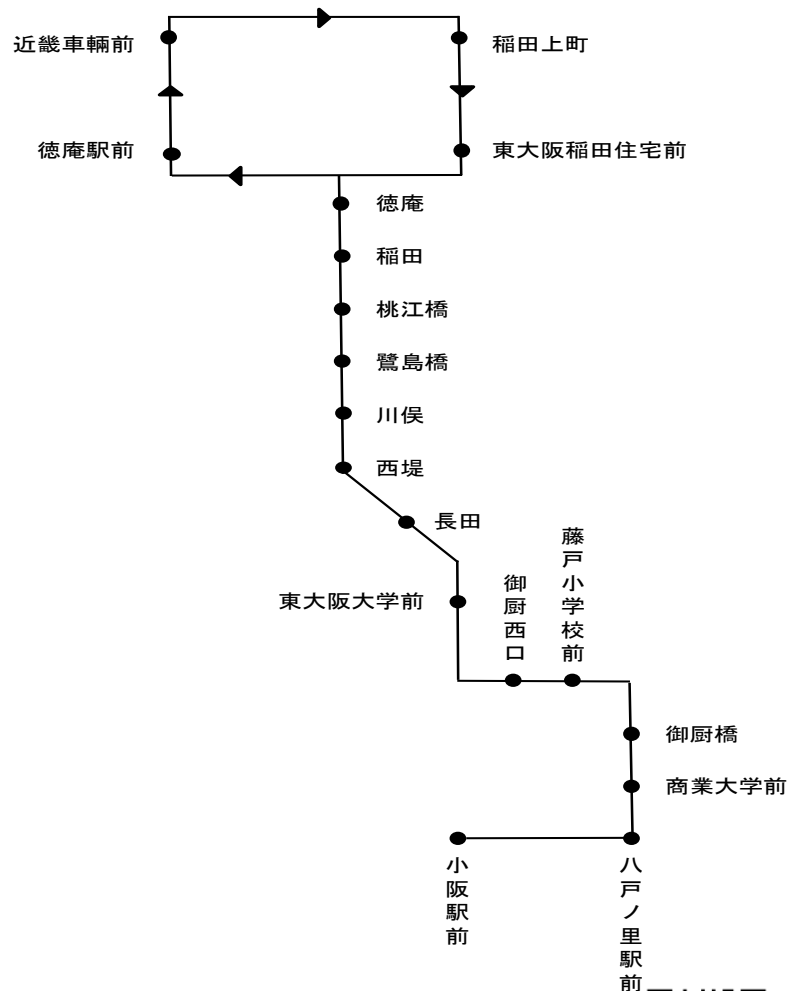 近畿車輛前
稲田上町
徳庵駅前
東大阪稲田住宅前
徳庵
稲田
桃江橋
鷺島橋
川俣
西堤
長田
東大阪大学前
御厨西口
藤戸小学校前
御厨橋
商業大学前
小阪駅前
八戸ノ里駅前